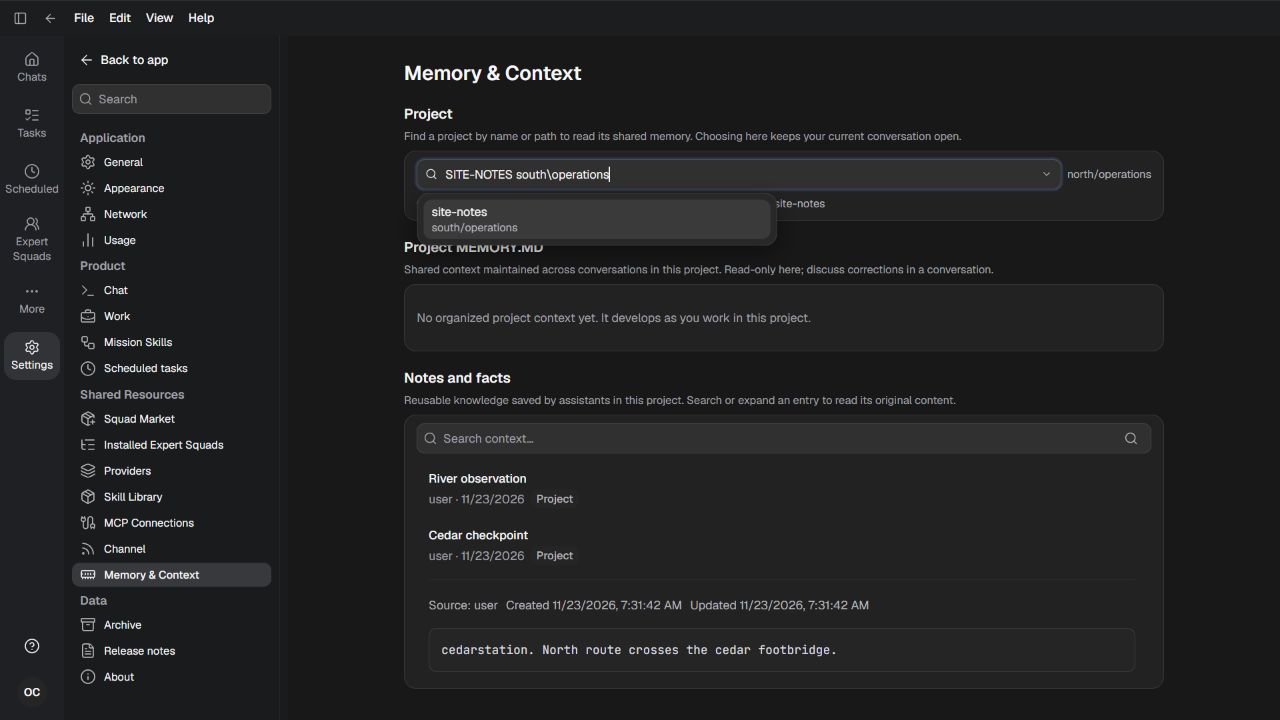 File Edit View Help
Chats
Tasks
Scheduled
Expert
Squads
More
Settings
OC
Back to app
Search
Application
General
Appearance
Network
Usage
Product
Chat
Work
Mission Skills
Scheduled tasks
Shared Resources
Squad Market
Installed Expert Squads
Providers
Skill Library
MCP Connections
Channel
Memory & Context
Data
Archive
Release notes
About
Memory & Context
Project
Find a project by name or path to read its shared memory. Choosing here keeps your current conversation open.
SITE-NOTES south\operations
north/operations
site-notes
site-notes
south/operations
Project MEMORY.MD
Shared context maintained across conversations in this project. Read-only here; discuss corrections in a conversation.
No organized project context yet. It develops as you work in this project.
Notes and facts
Reusable knowledge saved by assistants in this project. Search or expand an entry to read its original content.
Search context...
River observation
user · 11/23/2026 Project
Cedar checkpoint
user · 11/23/2026 Project
Source: user Created 11/23/2026, 7:31:42 AM Updated 11/23/2026, 7:31:42 AM
cedarstation. North route crosses the cedar footbridge.